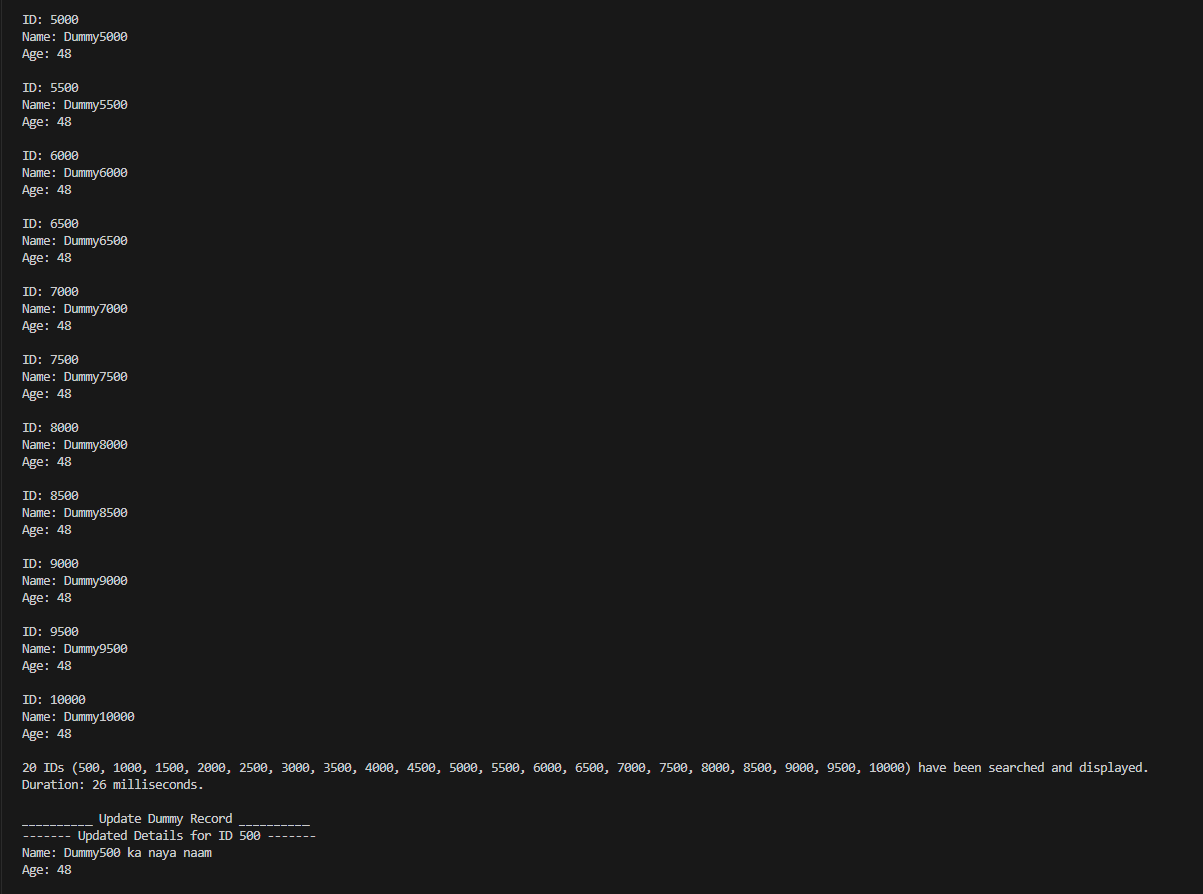 ID: 5000
Name: Dummy5000
Age: 48
ID: 5500
Name: Dummy5500
Age: 48
ID: 6000
Name: Dummy6000
Age: 48
ID: 6500
Name: Dummy6500
Age: 48
ID: 7000
Name: Dummy7000
Age: 48
ID: 7500
Name: Dummy7500
Age: 48
ID: 8000
Name: Dummy8000
Age: 48
ID: 8500
Name: Dummy8500
Age: 48
ID: 9000
Name: Dummy9000
Age: 48
ID: 9500
Name: Dummy9500
Age: 48
ID: 10000
Name: Dummy10000
Age: 48
20 IDs (500, 1000, 1500, 2000, 2500, 3000, 3500, 4000, 4500, 5000, 5500, 6000, 6500, 7000, 7500, 8000, 8500, 9000, 9500, 10000) have been searched and displayed.
Duration: 26 milliseconds.
__________ Update Dummy Record __________
------- Updated Details for ID 500 -------
Name: Dummy500 ka naya naam
Age: 48